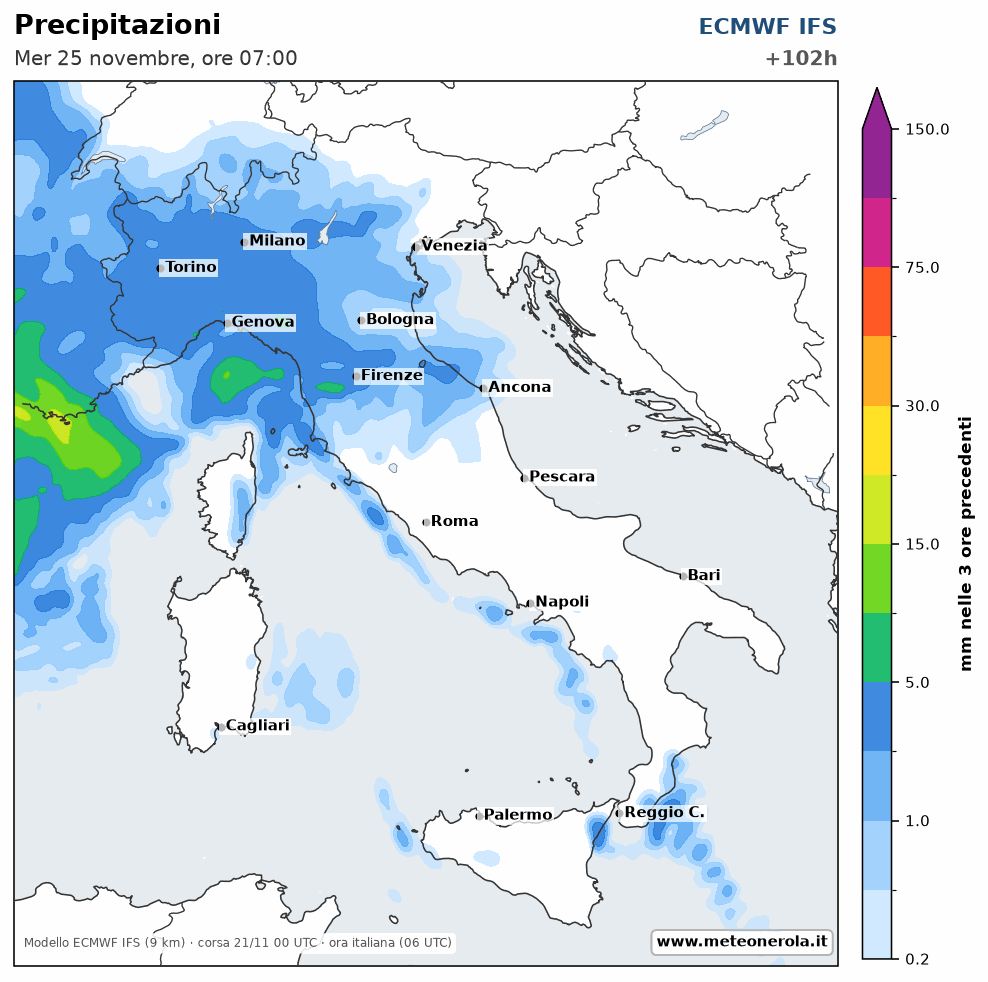 Precipitazioni
ECMWF IFS
Mer 25 novembre, ore 07:00
+102h
150.0
75.0
30.0
15.0
5.0
1.0
0.2
mm nelle 3 ore precedenti
Milano
Venezia
Torino
Genova
Bologna
Firenze
Ancona
Pescara
Roma
Bari
Napoli
Cagliari
Palermo
Reggio C.
Modello ECMWF IFS (9 km) · corsa 21/11 00 UTC · ora italiana (06 UTC)
www.meteonerola.it